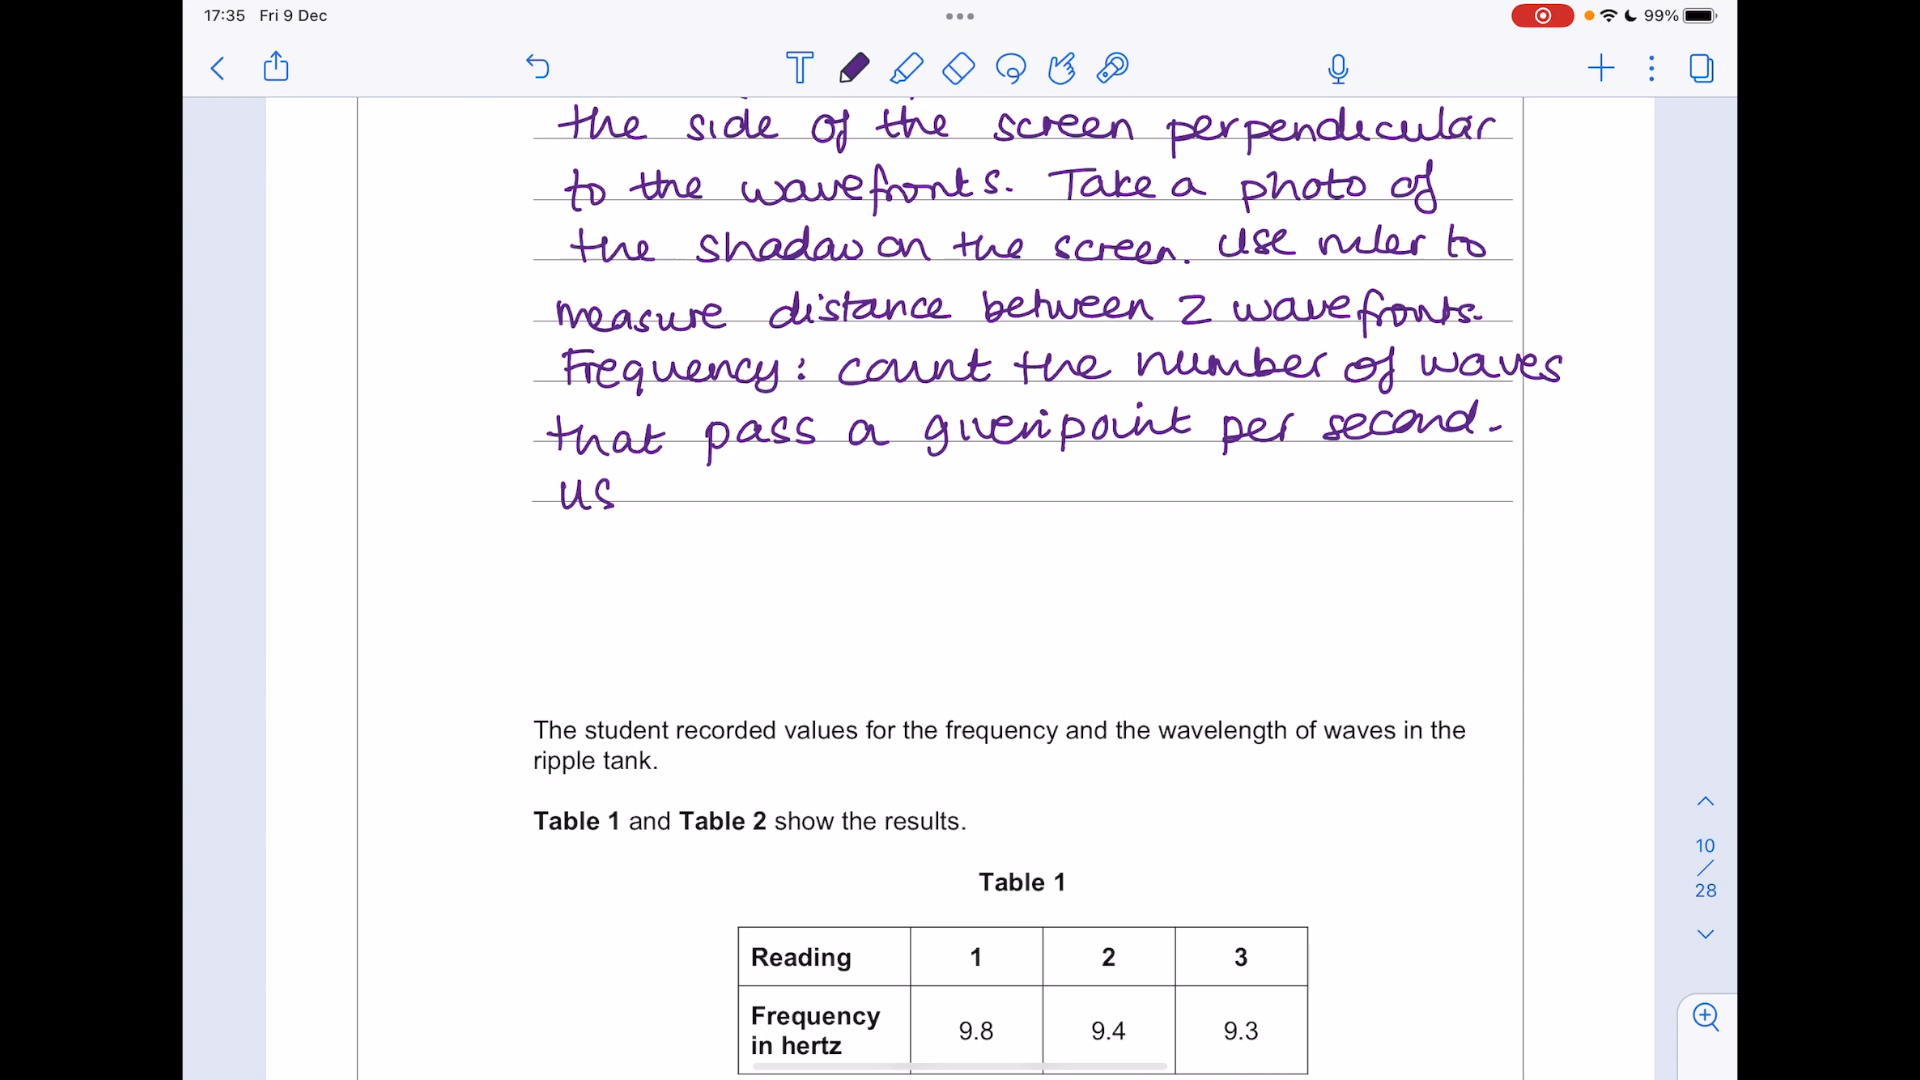 17:35 Fri 9 Dec
99%
the side of the screen perpendicular
to the wavefronts. Take a photo of
the shadow on the screen. Use ruler to
measure distance between 2 wavefronts.
Frequency: count the number of waves
that pass a given point per second.
us
The student recorded values for the frequency and the wavelength of waves in the
ripple tank.
Table 1 and Table 2 show the results.
Table 1
Reading 1 2 3
Frequency in hertz 9.8 9.4 9.3
10
/
28